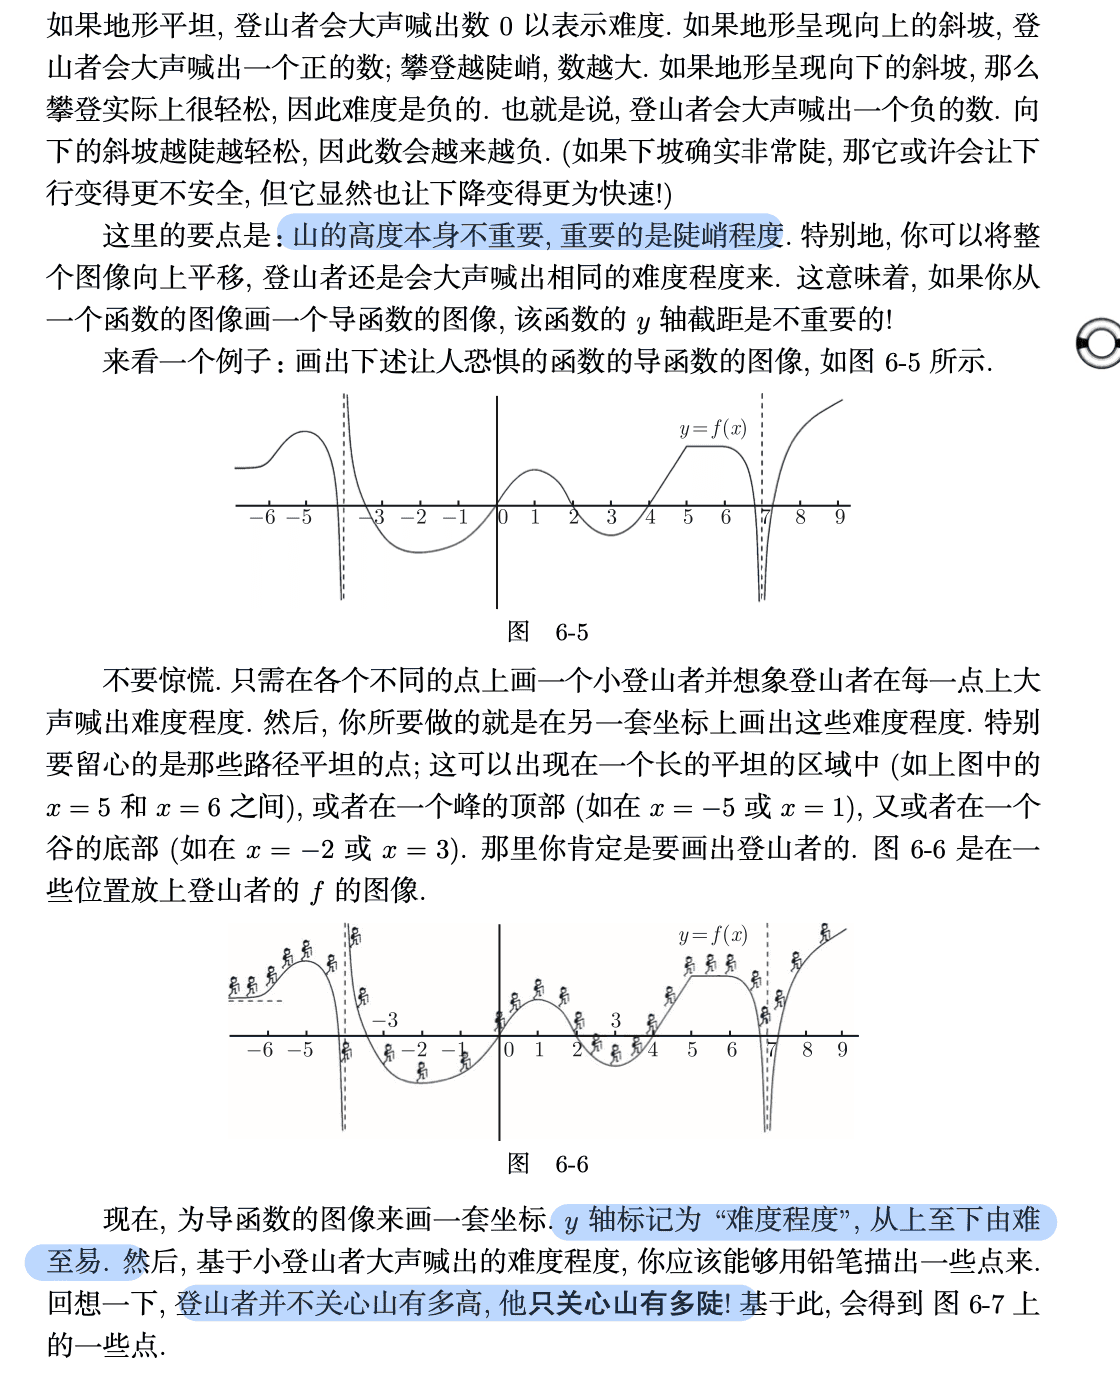 如果地形平坦, 登山者会大声喊出数 0 以表示难度. 如果地形呈现向上的斜坡, 登
山者会大声喊出一个正的数; 攀登越陡峭, 数越大. 如果地形呈现向下的斜坡, 那么
攀登实际上很轻松, 因此难度是负的. 也就是说, 登山者会大声喊出一个负的数. 向
下的斜坡越陡越轻松, 因此数会越来越负. (如果下坡确实非常陡, 那它或许会让下
行变得更不安全, 但它显然也让下降变得更为快速!)
这里的要点是: 山的高度本身不重要, 重要的是陡峭程度. 特别地, 你可以将整
个图像向上平移, 登山者还是会大声喊出相同的难度程度来. 这意味着, 如果你从
一个函数的图像画一个导函数的图像, 该函数的 y 轴截距是不重要的!
来看一个例子: 画出下述让人恐惧的函数的导函数的图像, 如图 6-5 所示.
y=f(x)
−6 −5 −3 −2 −1 0 1 2 3 4 5 6 7 8 9
图 6-5
不要惊慌. 只需在各个不同的点上画一个小登山者并想象登山者在每一点上大
声喊出难度程度. 然后, 你所要做的就是在另一套坐标上画出这些难度程度. 特别
要留心的是那些路径平坦的点; 这可以出现在一个长的平坦的区域中 (如上图中的
x = 5 和 x = 6 之间), 或者在一个峰的顶部 (如在 x = −5 或 x = 1), 又或者在一个
谷的底部 (如在 x = −2 或 x = 3). 那里你肯定是要画出登山者的. 图 6-6 是在一
些位置放上登山者的 f 的图像.
y=f(x)
−3 3
−6 −5 −2 −1 0 1 2 4 5 6 7 8 9
图 6-6
现在, 为导函数的图像来画一套坐标. y 轴标记为 “难度程度”, 从上至下由难
至易. 然后, 基于小登山者大声喊出的难度程度, 你应该能够用铅笔描出一些点来.
回想一下, 登山者并不关心山有多高, 他只关心山有多陡! 基于此, 会得到 图 6-7 上
的一些点.